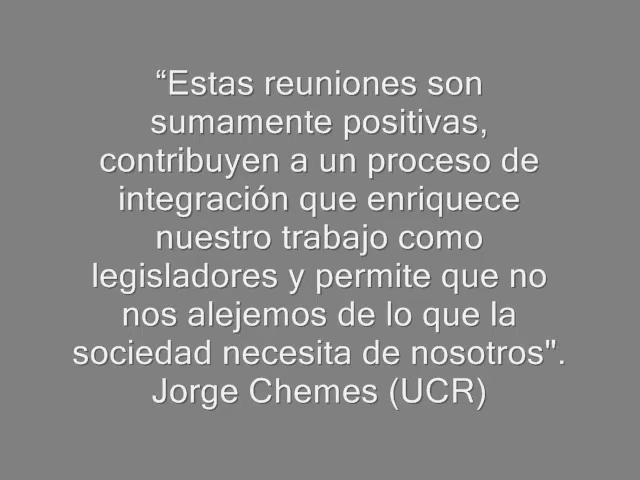 “Estas reuniones son
sumamente positivas,
contribuyen a un proceso de
integración que enriquece
nuestro trabajo como
legisladores y permite que no
nos alejemos de lo que la
sociedad necesita de nosotros".
Jorge Chemes (UCR)